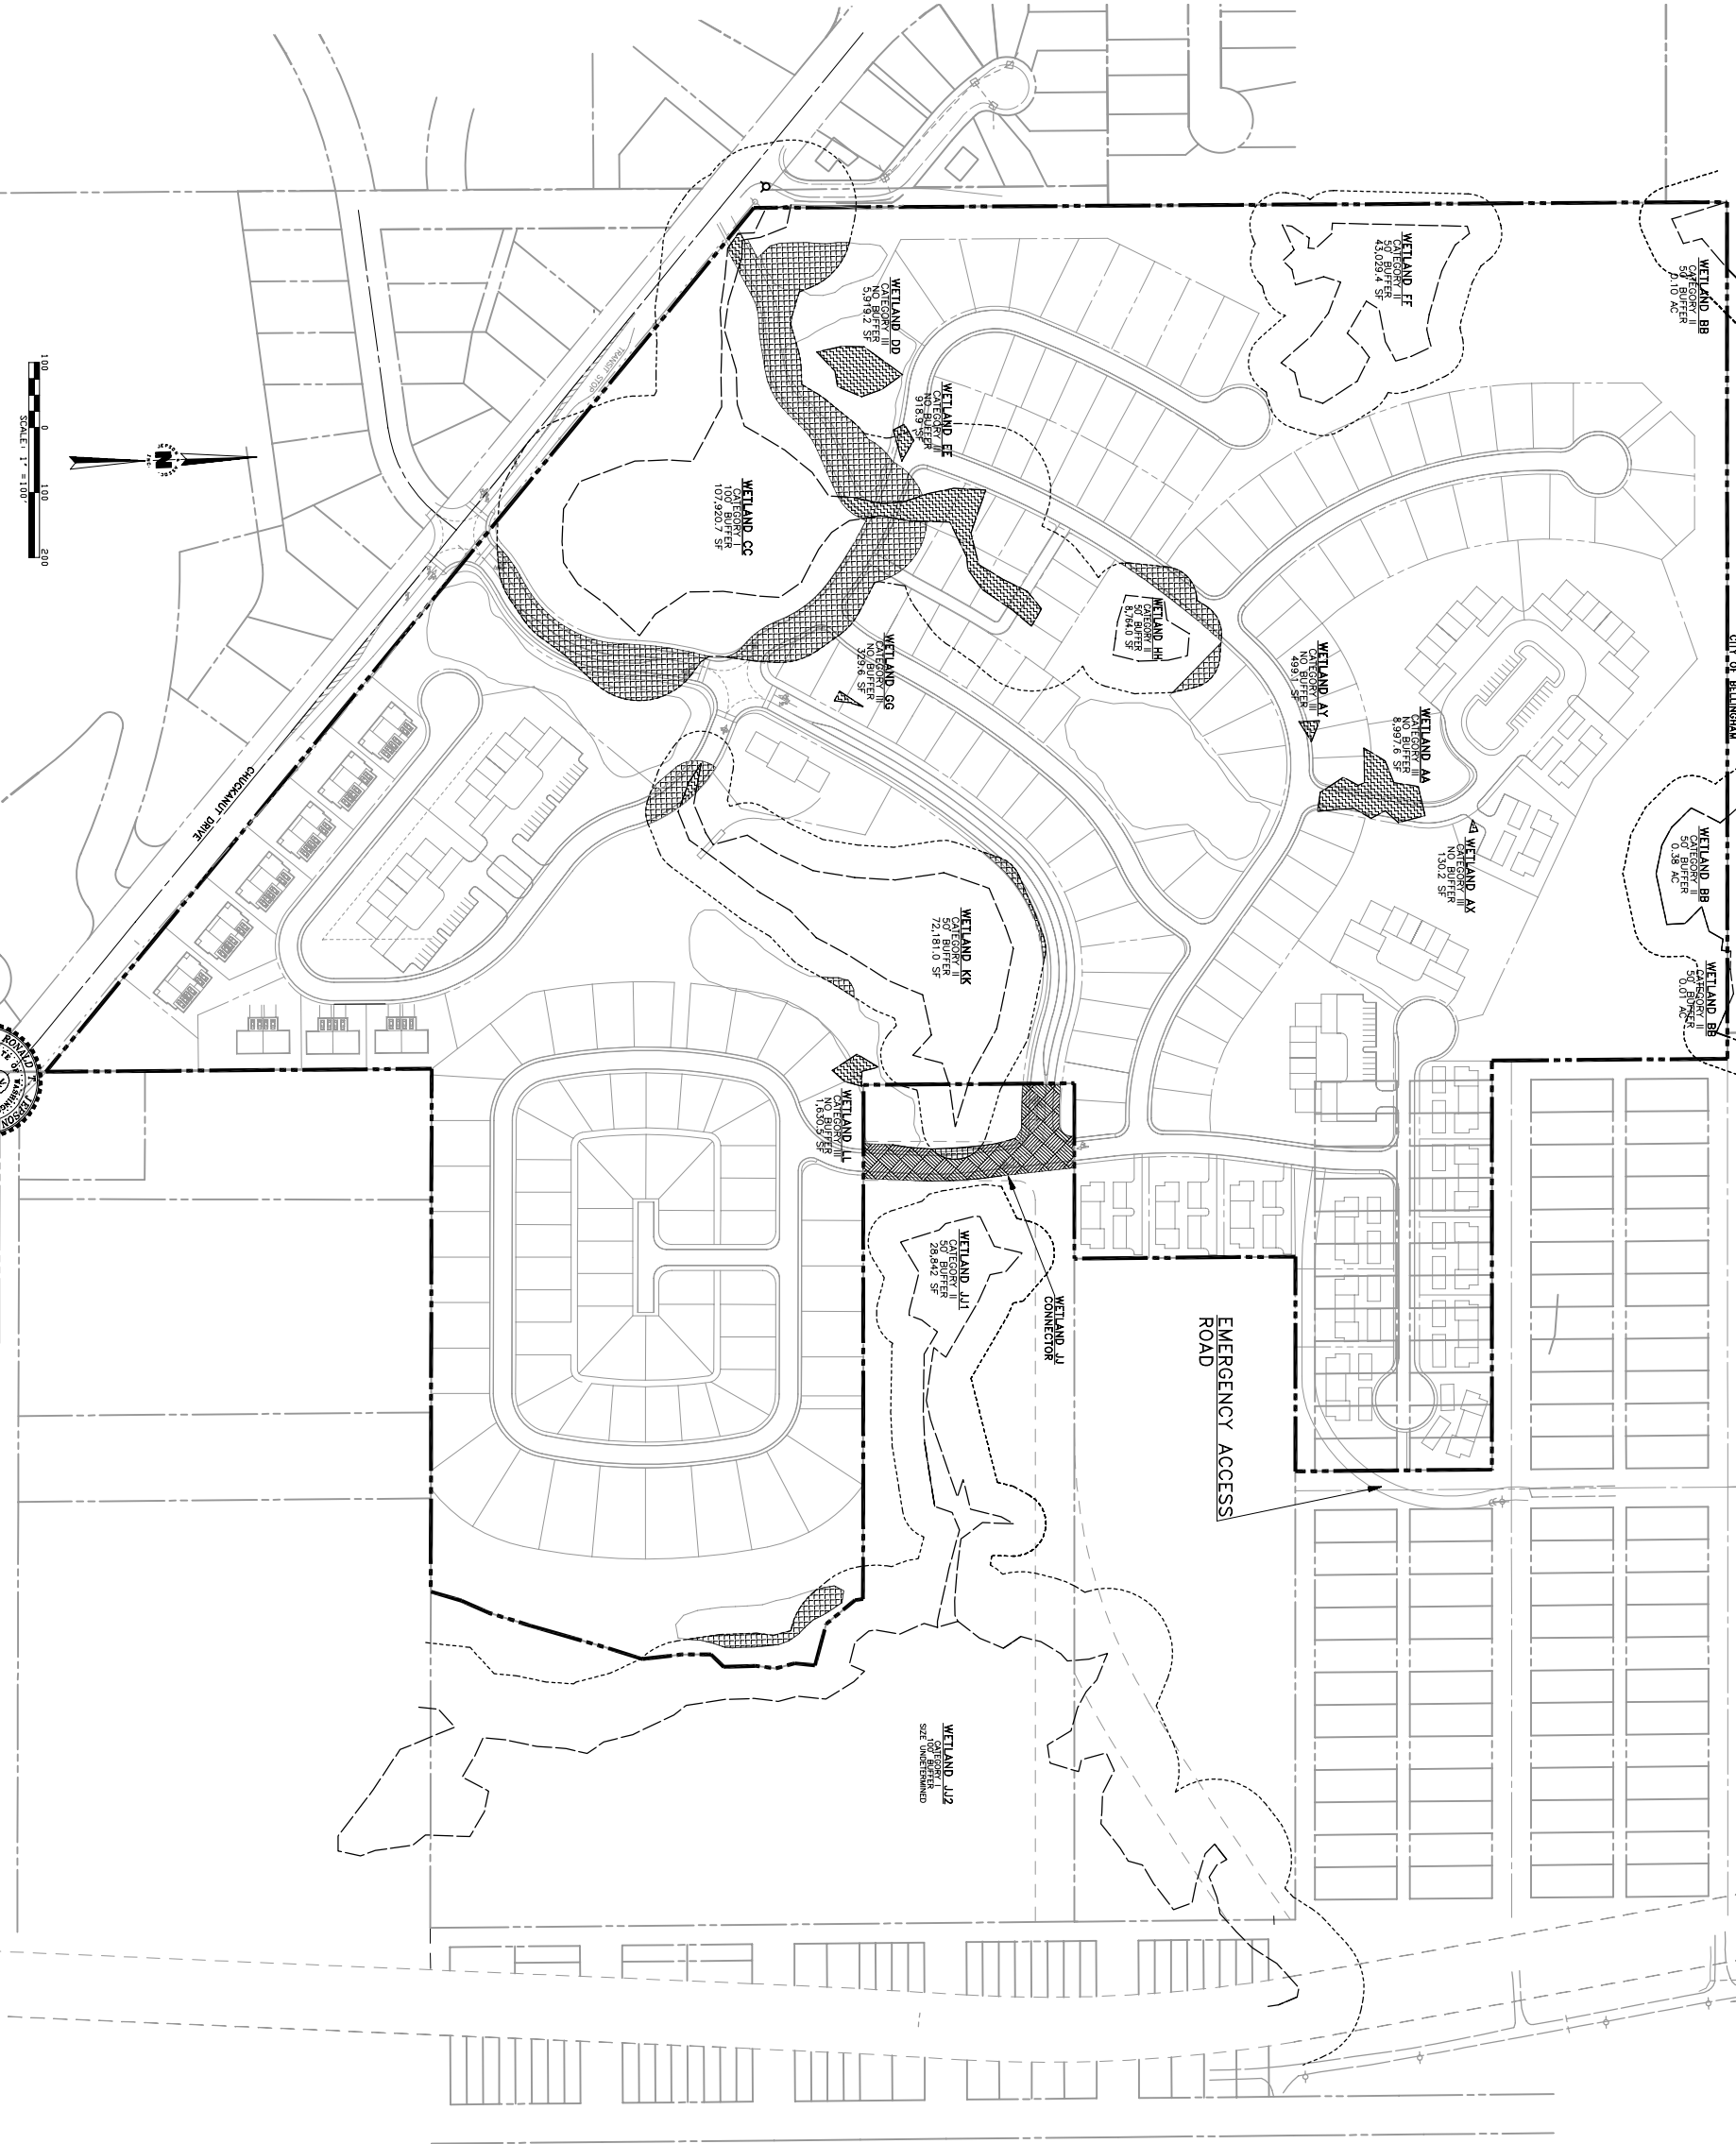 CITY OF BELLINGHAM
WETLAND BB
CATEGORY II
50' BUFFER
0.10 AC
WETLAND BB
CATEGORY II
50' BUFFER
0.38 AC
WETLAND BB
CATEGORY II
50' BUFFER
0.01 AC
WETLAND FF
CATEGORY II
50' BUFFER
43,029.4 SF
WETLAND AX
CATEGORY III
NO BUFFER
130.2 SF
WETLAND AA
CATEGORY III
NO BUFFER
8,997.6 SF
WETLAND AY
CATEGORY III
NO BUFFER
499.1 SF
EMERGENCY ACCESS
ROAD
WETLAND HH
CATEGORY II
50' BUFFER
8,764.0 SF
WETLAND JJ
CONNECTOR
WETLAND EE
CATEGORY III
NO BUFFER
918.9 SF
WETLAND KK
CATEGORY II
50' BUFFER
72,181.0 SF
WETLAND JJ1
CATEGORY II
50' BUFFER
28,842 SF
WETLAND JJ2
CATEGORY I
100' BUFFER
SIZE UNDETERMINED
WETLAND DD
CATEGORY III
NO BUFFER
5,919.2 SF
WETLAND GG
CATEGORY III
NO BUFFER
329.6 SF
WETLAND LL
CATEGORY III
NO BUFFER
1,630.5 SF
WETLAND CC
CATEGORY I
100' BUFFER
107,920.7 SF
TRANSIT STOP
CHUCKANUT DRIVE
N
100 0 100 200
SCALE: 1" = 100'
RONALD T. JEPSON